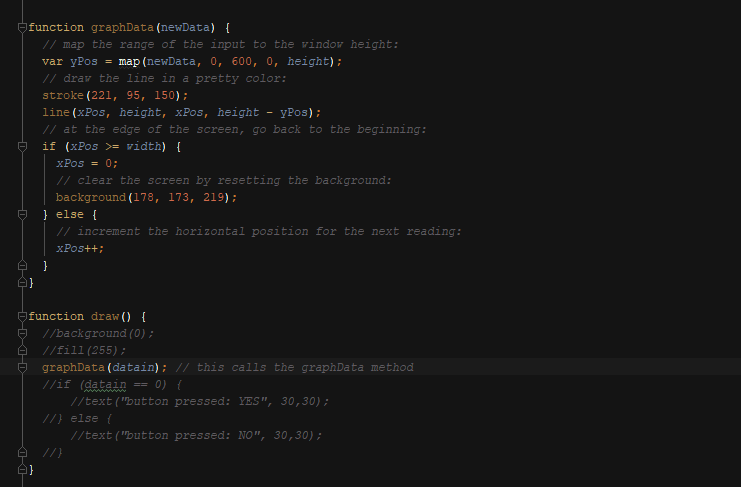 function graphData(newData) {
// map the range of the input to the window height:
var yPos = map(newData, 0, 600, 0, height);
// draw the line in a pretty color:
stroke(221, 95, 150);
line(xPos, height, xPos, height - yPos);
// at the edge of the screen, go back to the beginning:
if (xPos >= width) {
xPos = 0;
// clear the screen by resetting the background:
background(178, 173, 219);
} else {
// increment the horizontal position for the next reading:
xPos++;
}
}
function draw() {
//background(0);
//fill(255);
graphData(datain); // this calls the graphData method
//if (datain == 0) {
//text("button pressed: YES", 30,30);
//} else {
//text("button pressed: NO", 30,30);
//}
}